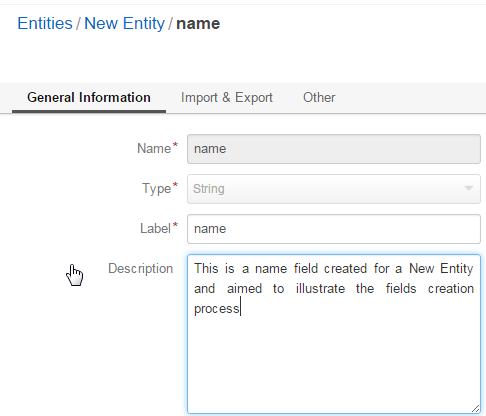 Entities / New Entity / name
General Information Import & Export Other
Name* name
Type* String
Label* name
Description This is a name field created for a New Entity
and aimed to illustrate the fields creation
process